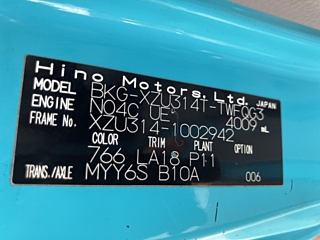 Hino Motors, Ltd. JAPAN
MODEL BKG-XZU314T-TWFQG3
ENGINE N04C UE 4009 mL
FRAME No. XZU314-1002942
COLOR TRIM PLANT OPTION
766 LA18 P11
TRANS./AXLE MYY6S B10A 006